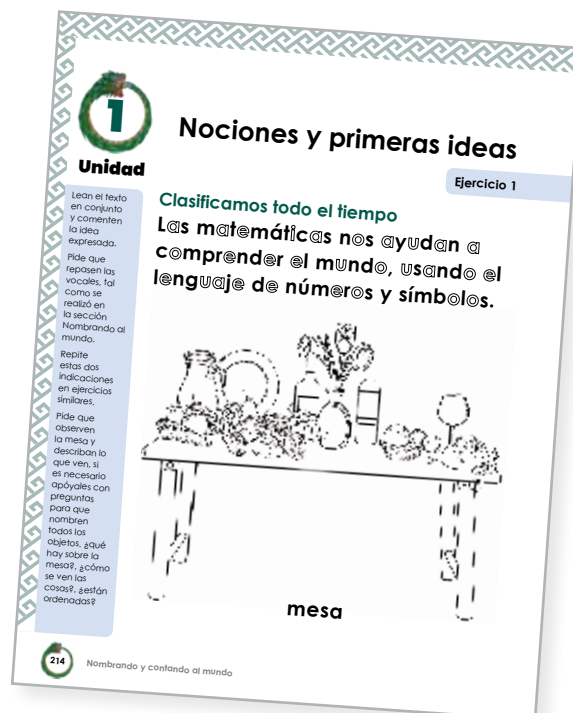 1
Unidad
Nociones y primeras ideas
Ejercicio 1
Lean el texto
en conjunto
y comenten
la idea
expresada.
Pide que
repasen las
vocales, tal
como se
realizó en
la sección
Nombrando al
mundo.
Repite
estas dos
indicaciones
en ejercicios
similares.
Pide que
observen
la mesa y
describan lo
que ven, si
es necesario
apóyales con
preguntas
para que
nombren
todos los
objetos, ¿qué
hay sobre la
mesa?, ¿cómo
se ven las
cosas?, ¿están
ordenadas?
Clasificamos todo el tiempo
Las matemáticas nos ayudan a
comprender el mundo, usando el
lenguaje de números y símbolos.
mesa
214
Nombrando y contando al mundo